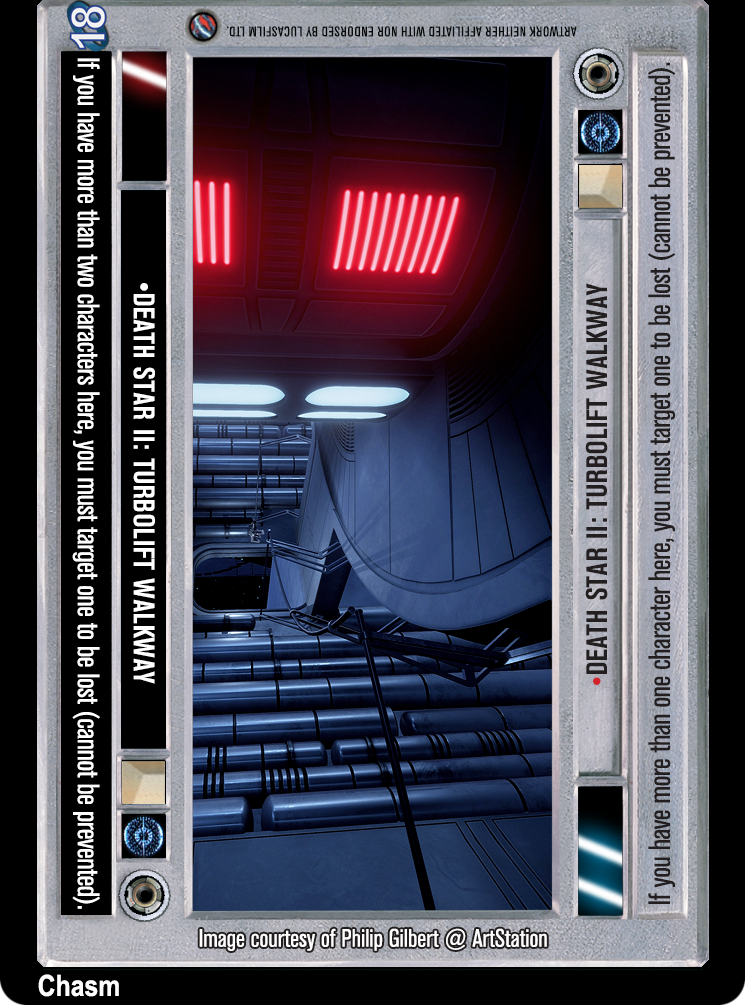 18
ARTWORK NEITHER AFFILIATED WITH NOR ENDORSED BY LUCASFILM LTD.
If you have more than two characters here, you must target one to be lost (cannot be prevented).
•DEATH STAR II: TURBOLIFT WALKWAY
•DEATH STAR II: TURBOLIFT WALKWAY
If you have more than one character here, you must target one to be lost (cannot be prevented).
Image courtesy of Philip Gilbert @ ArtStation
Chasm